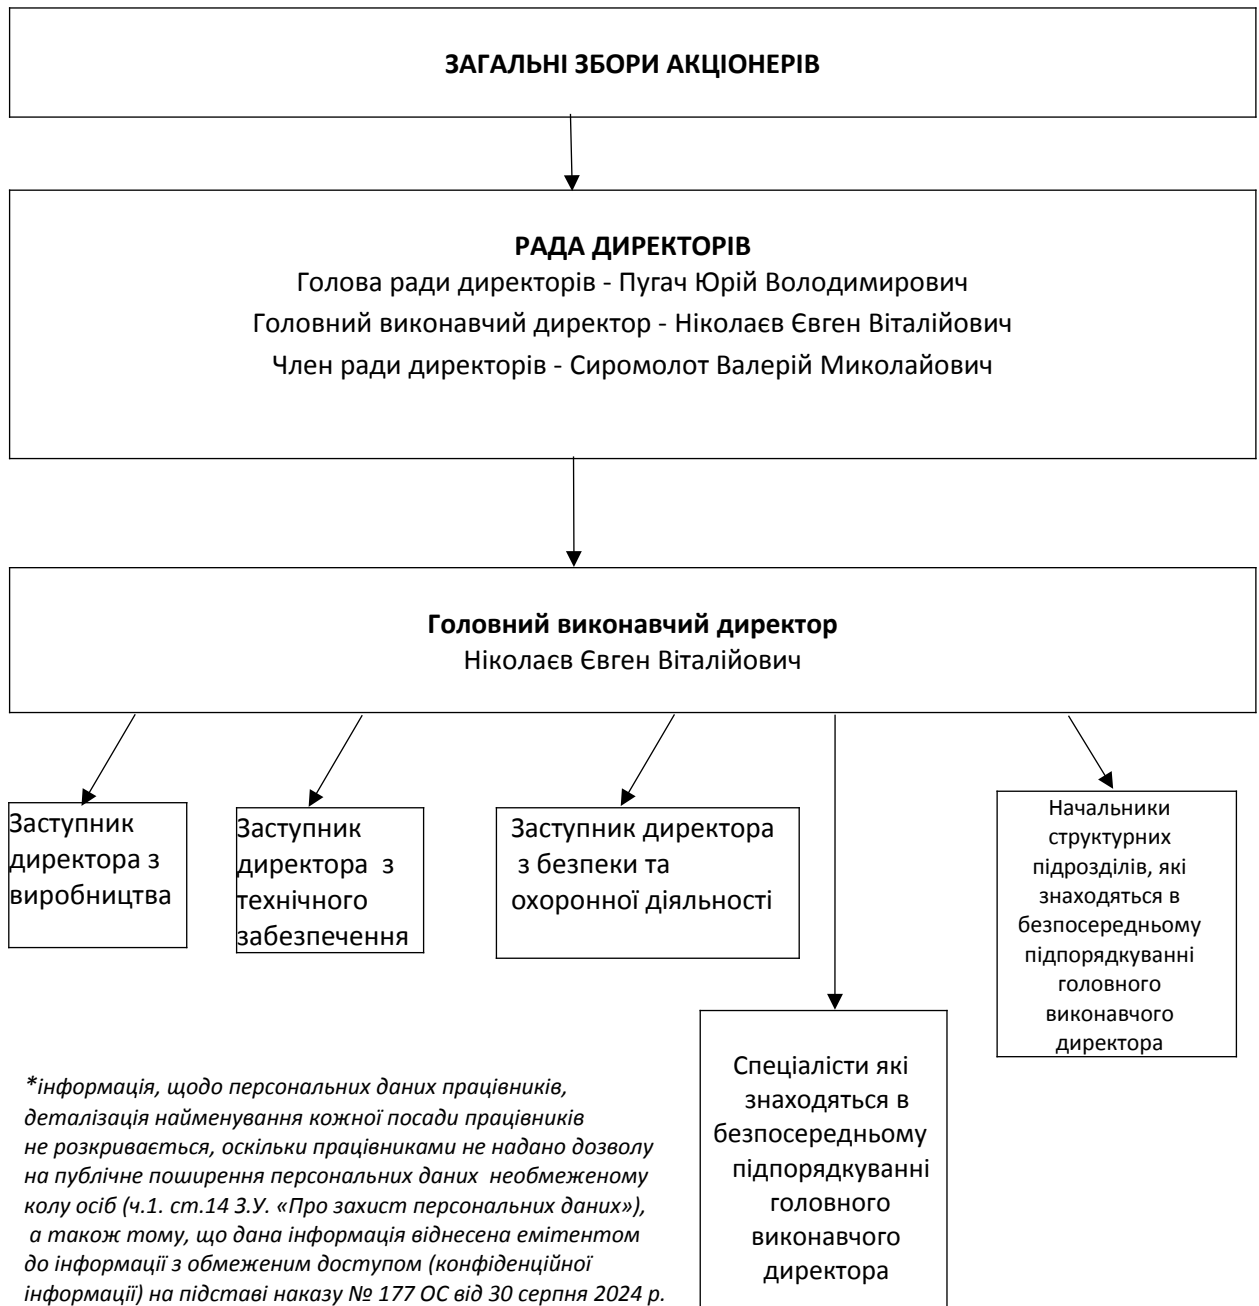 ЗАГАЛЬНІ ЗБОРИ АКЦІОНЕРІВ
РАДА ДИРЕКТОРІВ
Голова ради директорів - Пугач Юрій Володимирович
Головний виконавчий директор - Ніколаєв Євген Віталійович
Член ради директорів - Сиромолот Валерій Миколайович
Головний виконавчий директор
Ніколаєв Євген Віталійович
Заступник
директора з
виробництва
Заступник
директора з
технічного
забезпечення
Заступник директора
з безпеки та
охоронної діяльності
Начальники
структурних
підрозділів, які
знаходяться в
безпосередньому
підпорядкуванні
головного
виконавчого
директора
Спеціалісти які
знаходяться в
безпосередньому
підпорядкуванні
головного
виконавчого
директора
*інформація, щодо персональних даних працівників,
деталізація найменування кожної посади працівників
не розкривається, оскільки працівниками не надано дозволу
на публічне поширення персональних даних необмеженому
колу осіб (ч.1. ст.14 З.У. «Про захист персональних даних»),
а також тому, що дана інформація віднесена емітентом
до інформації з обмеженим доступом (конфіденційної
інформації) на підставі наказу № 177 ОС від 30 серпня 2024 р.